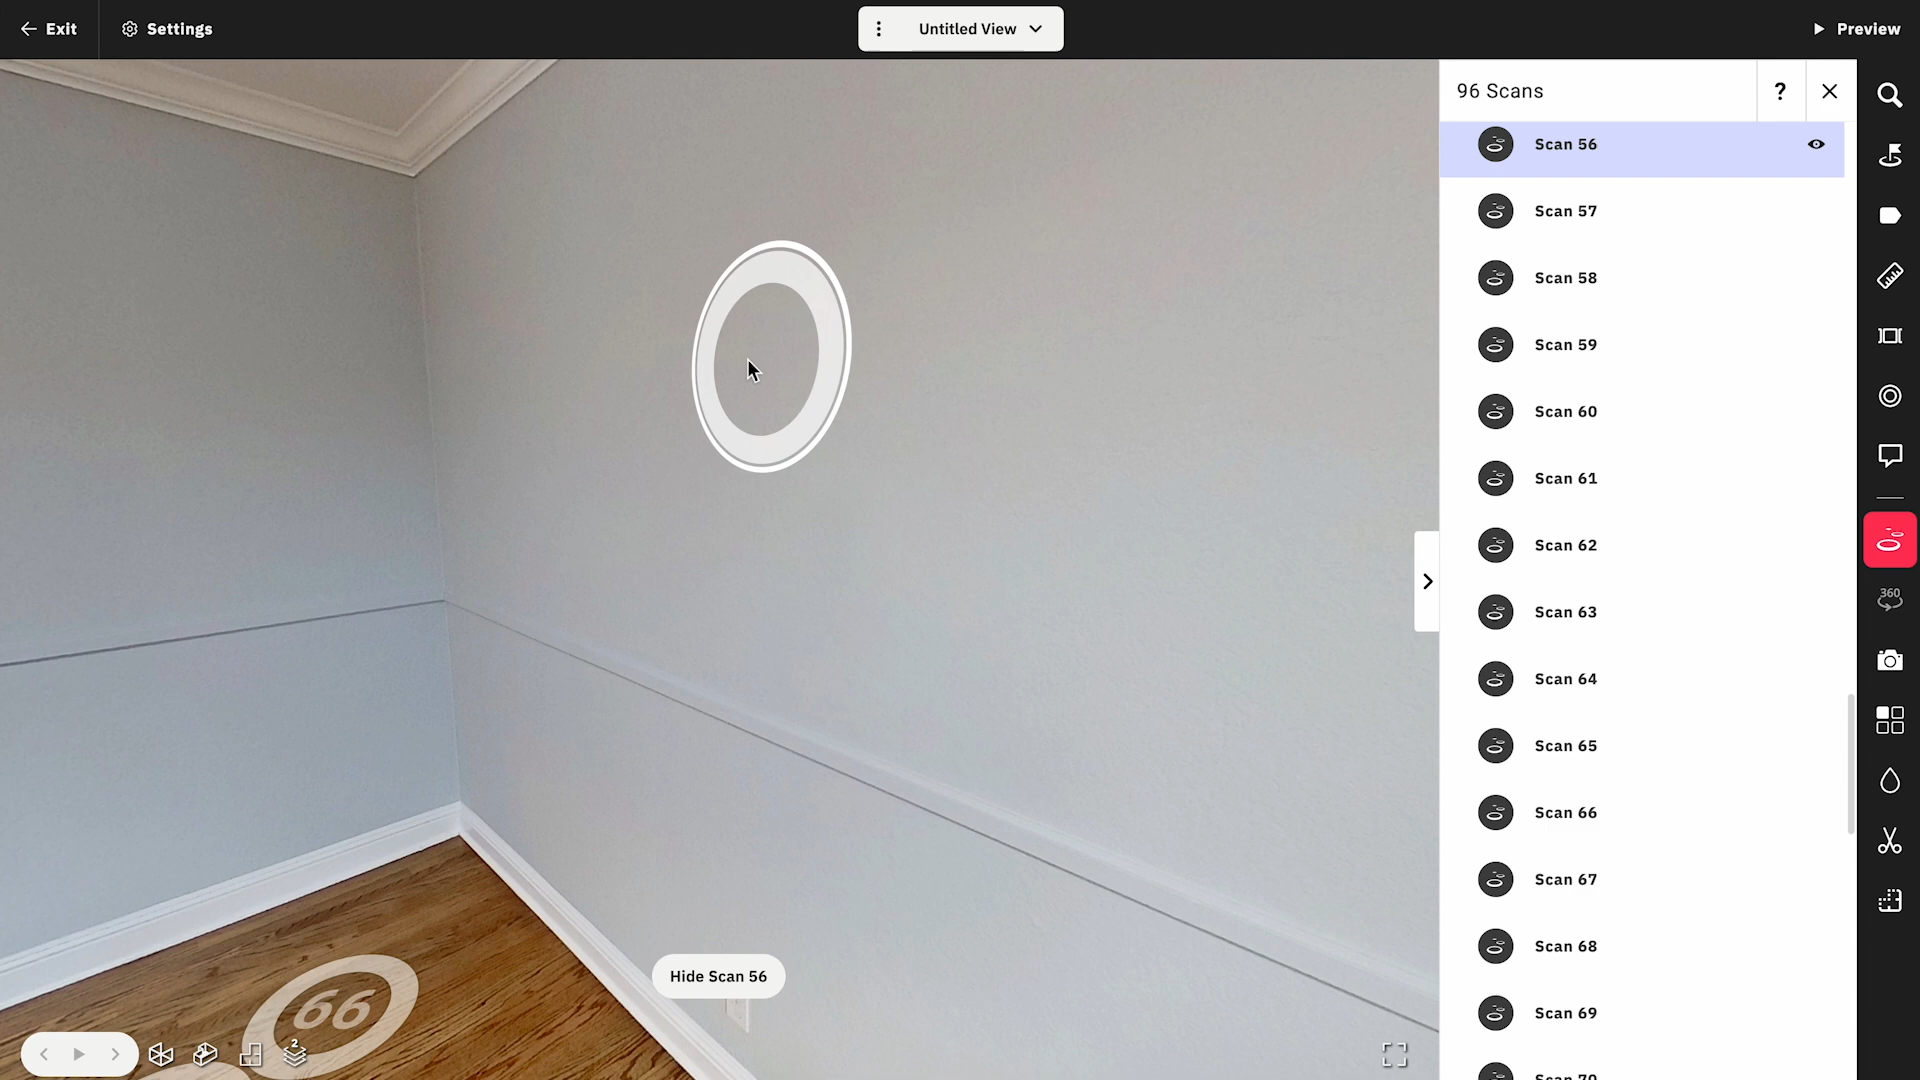 Exit
Settings
Untitled View
Preview
96 Scans
?
Scan 56
Scan 57
Scan 58
Scan 59
Scan 60
Scan 61
Scan 62
Scan 63
Scan 64
Scan 65
Scan 66
Scan 67
Scan 68
Scan 69
Scan 70
360
Hide Scan 56
66
2